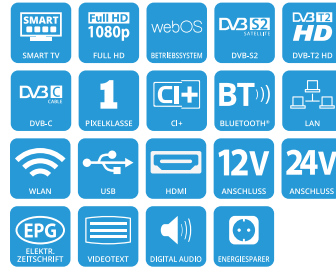 SMART
SMART TV
Full HD
1080p
FULL HD
webOS
BETRIEBSSYSTEM
DVB S2
SATELLITE
DVB-S2
DVB T2
HD
DVB-T2 HD
DVB C
CABLE
DVB-C
1
PIXELKLASSE
CI+
CI+
BT
BLUETOOTH®
LAN
WLAN
USB
HDMI
12V
ANSCHLUSS
24V
ANSCHLUSS
EPG
ELEKTR.
ZEITSCHRIFT
VIDEOTEXT
DIGITAL AUDIO
ENERGIESPARER